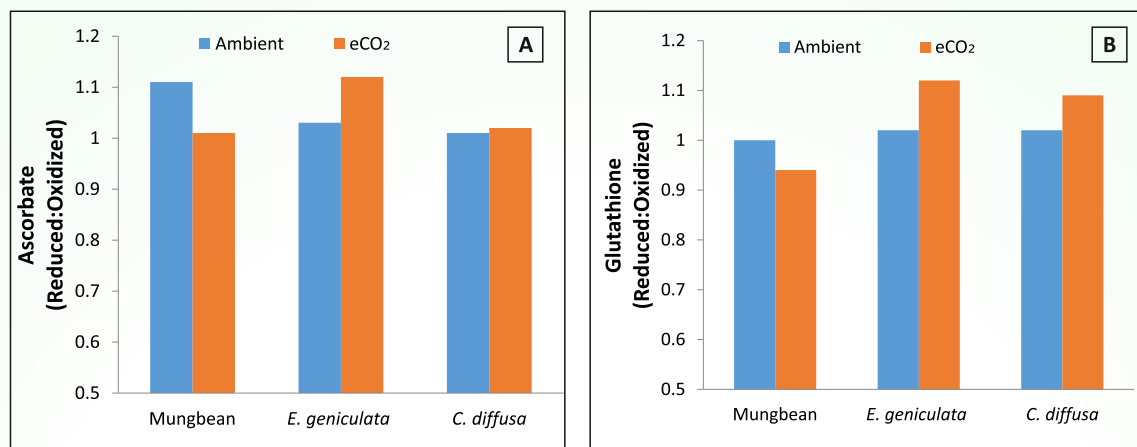 Ambient eCO₂ A
1.2
1.1
1
0.9
0.8
0.7
0.6
0.5
Ascorbate
(Reduced:Oxidized)
Mungbean E. geniculata C. diffusa
Ambient eCO₂ B
1.2
1.1
1
0.9
0.8
0.7
0.6
0.5
Glutathione
(Reduced:Oxidized)
Mungbean E. geniculata C. diffusa